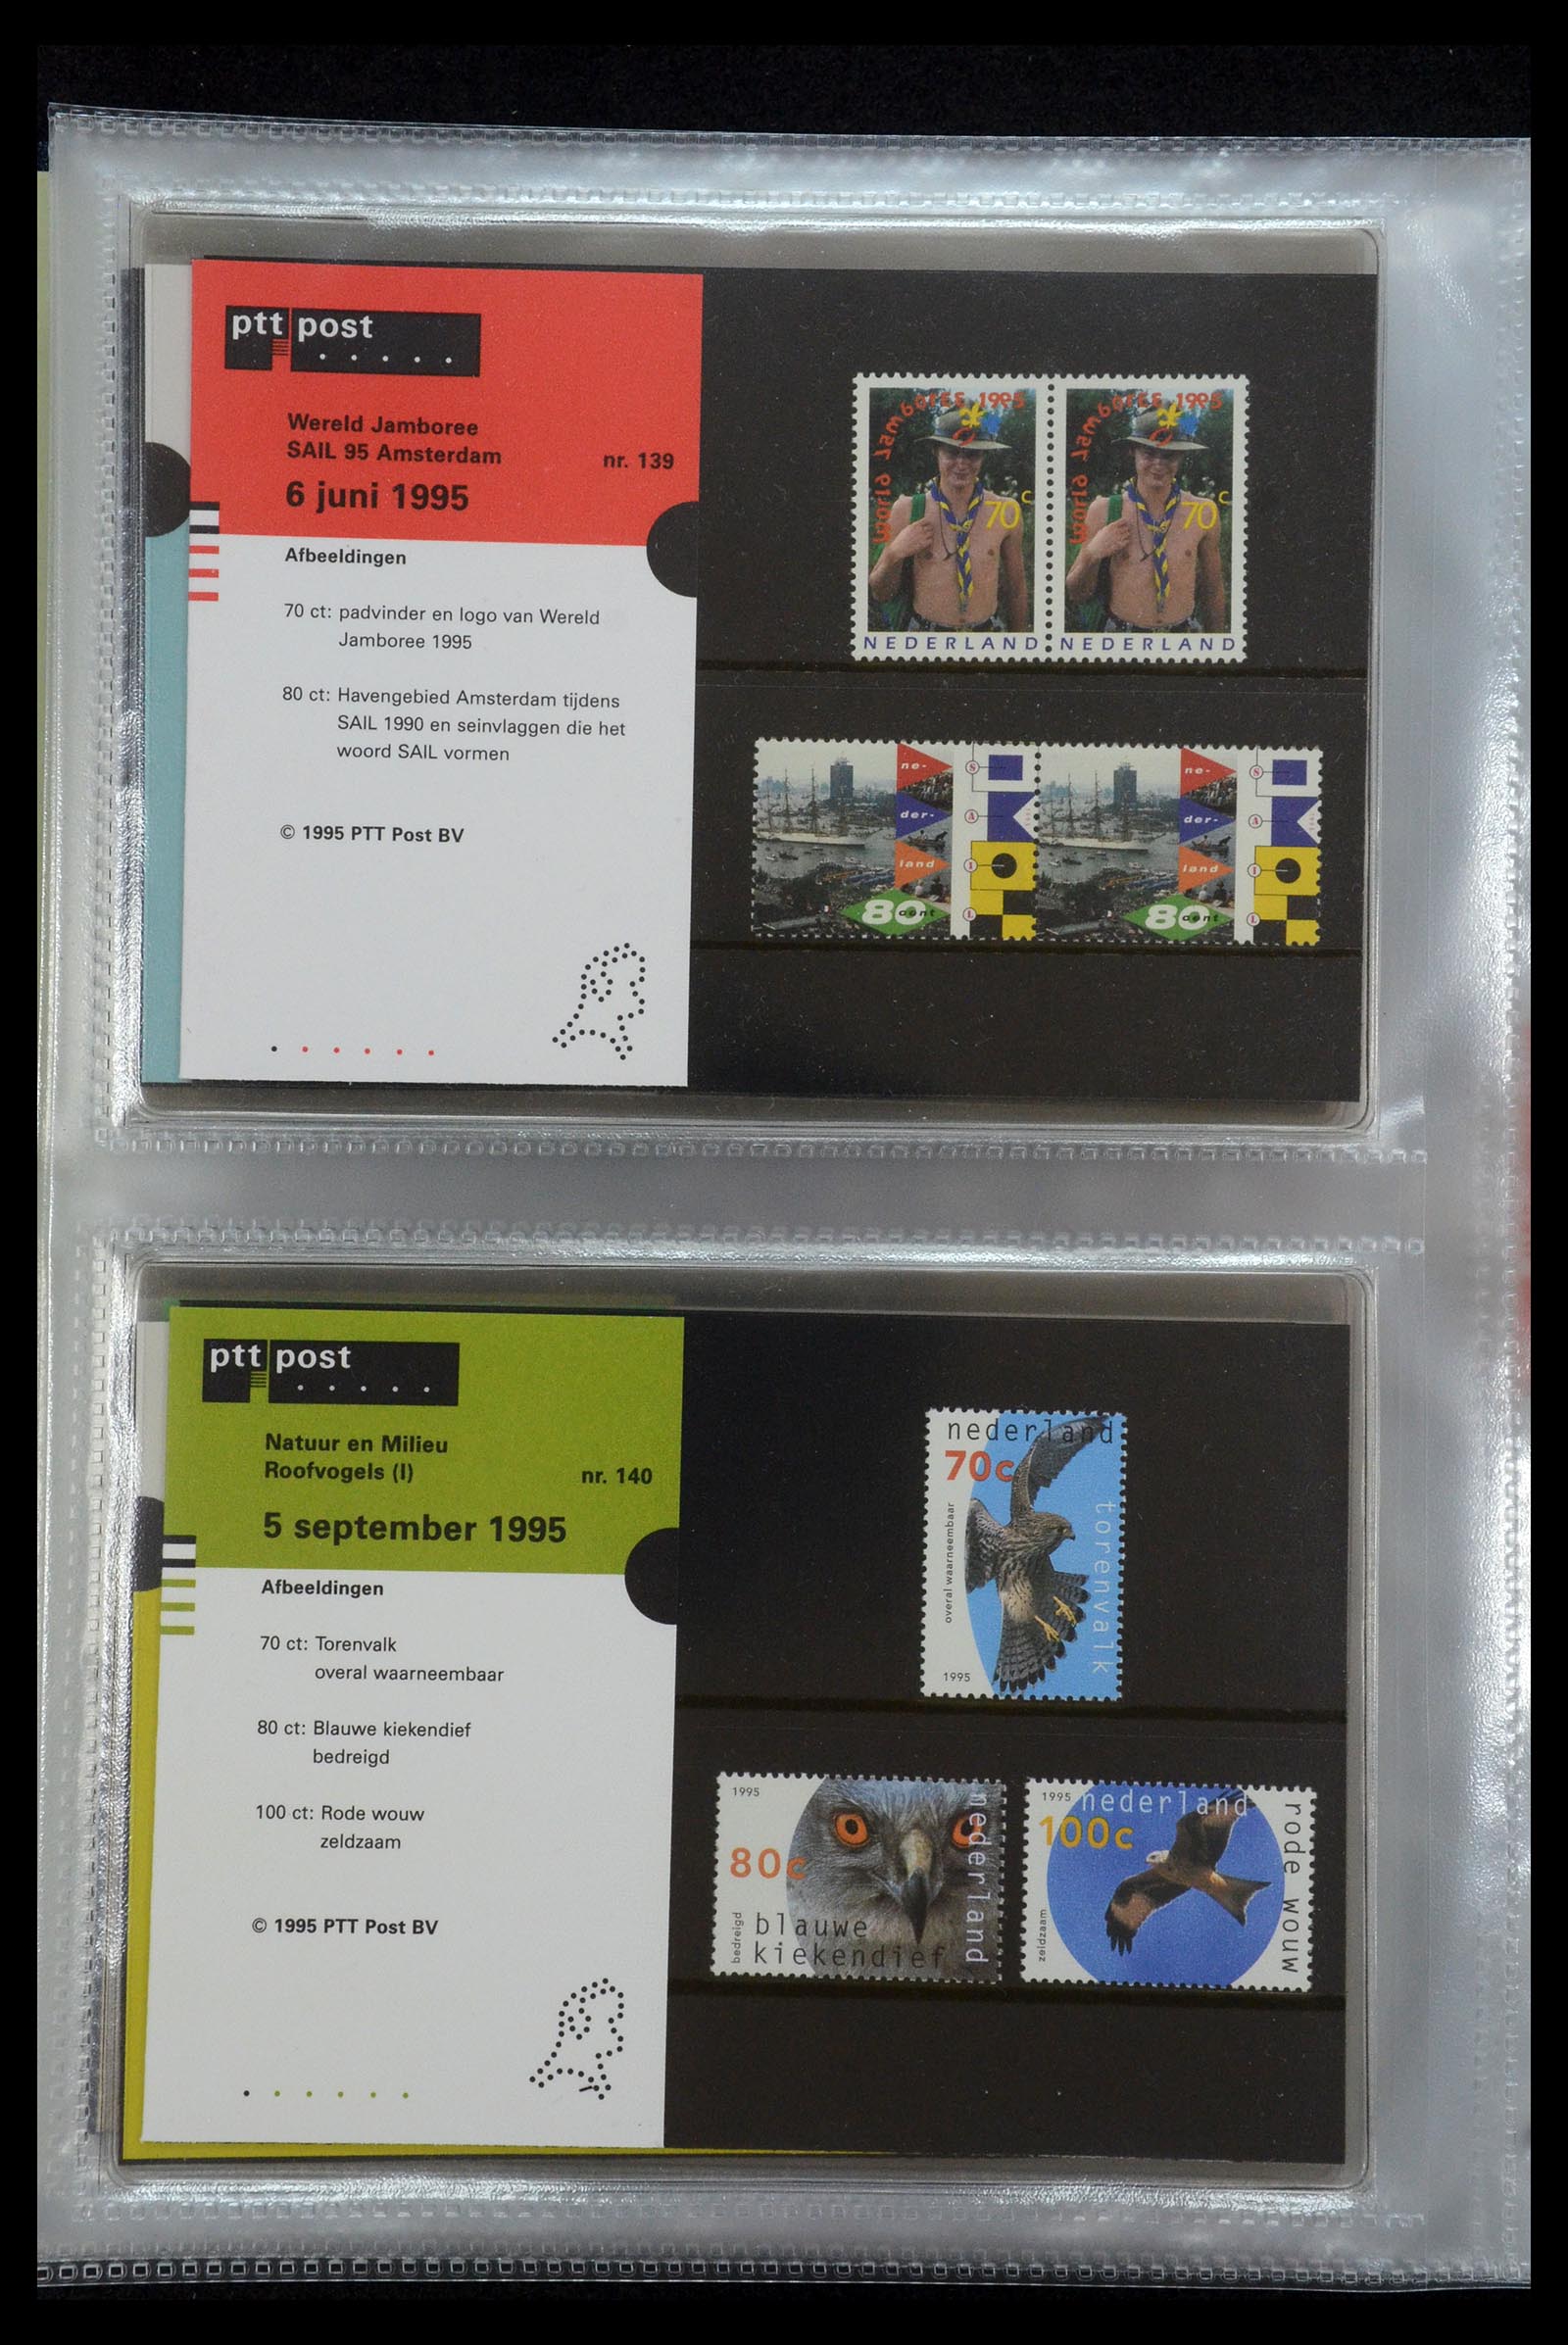 ptt post
Wereld Jamboree
SAIL 95 Amsterdam
nr. 139
6 juni 1995
Afbeeldingen
70 ct: padvinder en logo van Wereld
Jamboree 1995
80 ct: Havengebied Amsterdam tijdens
SAIL 1990 en seinvlaggen die het
woord SAIL vormen
© 1995 PTT Post BV
World Jamboree 1995
70 c
NEDERLAND
World Jamboree 1995
70 c
NEDERLAND
ne-
der-
land
80 cent
S
A
I
L
ne-
der-
land
80 cent
S
A
I
L
ptt post
Natuur en Milieu
Roofvogels (I)
nr. 140
5 september 1995
Afbeeldingen
70 ct: Torenvalk
overal waarneembaar
80 ct: Blauwe kiekendief
bedreigd
100 ct: Rode wouw
zeldzaam
© 1995 PTT Post BV
nederland
70c
overal waarneembaar
torenvalk
1995
1995
80c
bedreigd
blauwe
kiekendief
nederland
1995
nederland
100c
zeldzaam
rode wouw